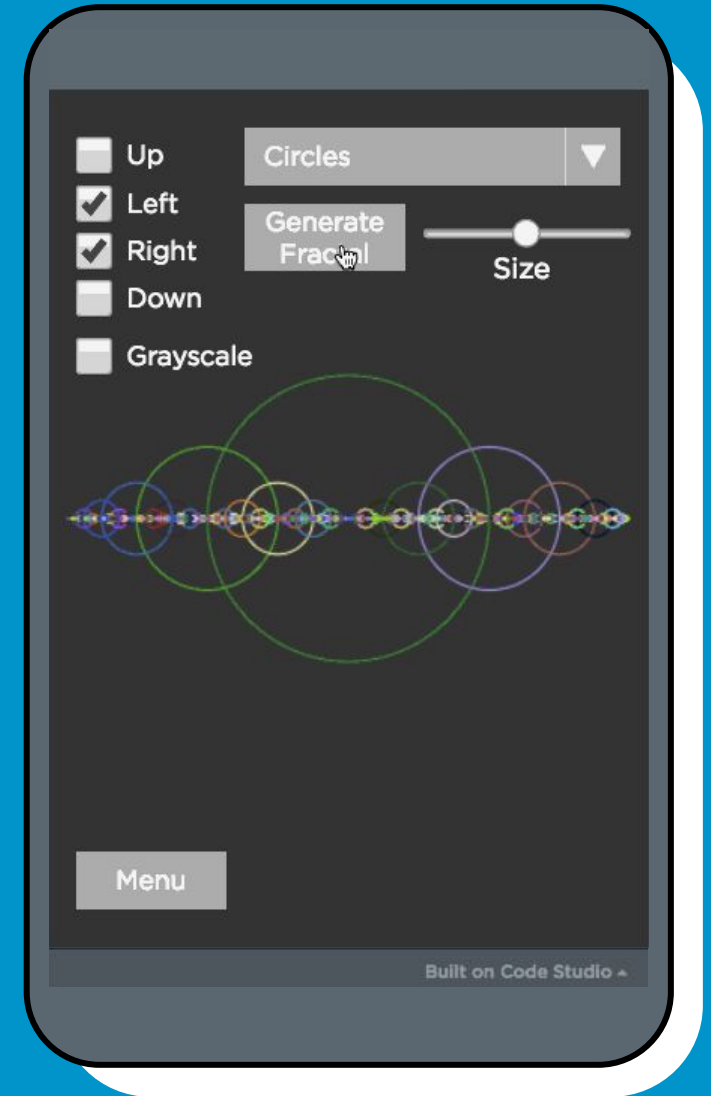 Up
Circles
Left
Generate
Fractal
Right
Size
Down
Grayscale
Menu
Built on Code Studio